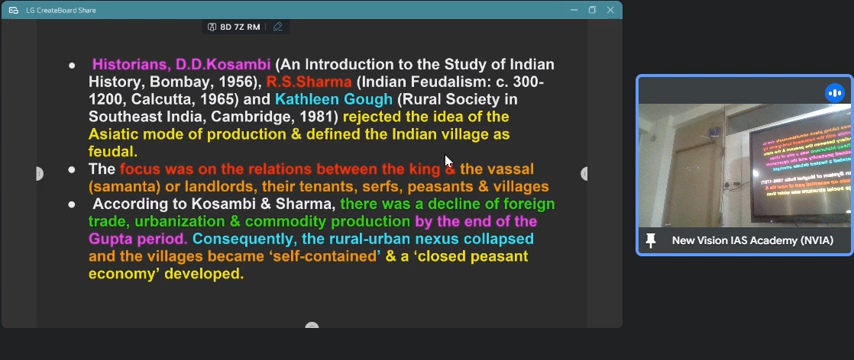 LG CreateBoard Share
8D 7Z RM
● Historians, D.D.Kosambi (An Introduction to the Study of Indian
History, Bombay, 1956), R.S.Sharma (Indian Feudalism: c. 300-
1200, Calcutta, 1965) and Kathleen Gough (Rural Society in
Southeast India, Cambridge, 1981) rejected the idea of the
Asiatic mode of production & defined the Indian village as
feudal.
● The focus was on the relations between the king & the vassal
(samanta) or landlords, their tenants, serfs, peasants & villages
● According to Kosambi & Sharma, there was a decline of foreign
trade, urbanization & commodity production by the end of the
Gupta period. Consequently, the rural-urban nexus collapsed
and the villages became ‘self-contained’ & a ‘closed peasant
economy’ developed.
New Vision IAS Academy (NVIA)